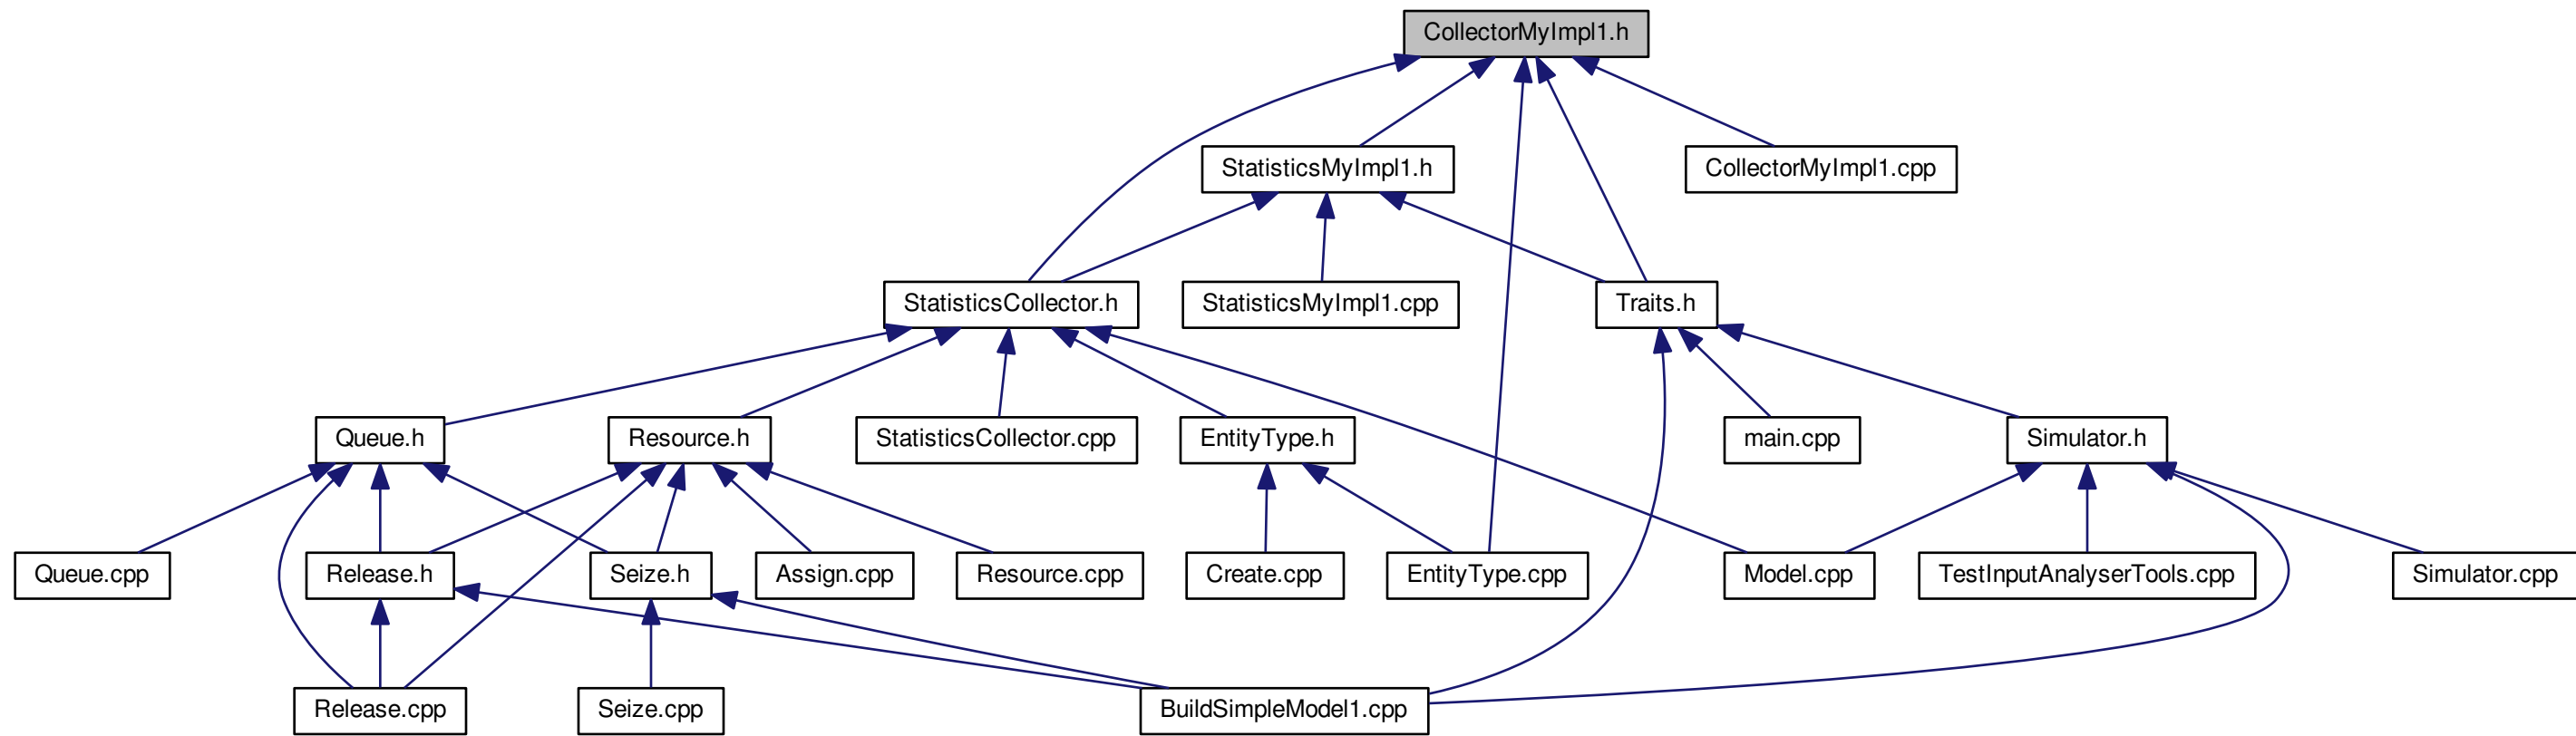 CollectorMyImpl1.h
StatisticsMyImpl1.h
CollectorMyImpl1.cpp
StatisticsCollector.h
StatisticsMyImpl1.cpp
Traits.h
Queue.h
Resource.h
StatisticsCollector.cpp
EntityType.h
main.cpp
Simulator.h
Queue.cpp
Release.h
Seize.h
Assign.cpp
Resource.cpp
Create.cpp
EntityType.cpp
Model.cpp
TestInputAnalyserTools.cpp
Simulator.cpp
Release.cpp
Seize.cpp
BuildSimpleModel1.cpp